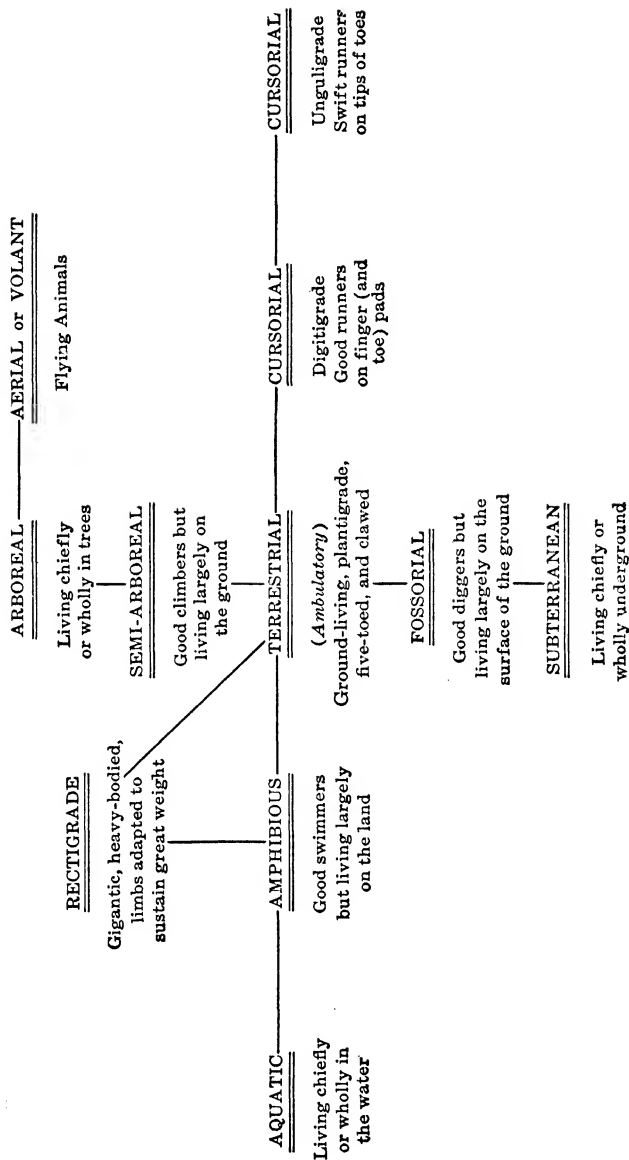 ARBOREAL
Living chiefly
or wholly in trees
AERIAL or VOLANT
Flying Animals
RECTIGRADE
Gigantic, heavy-bodied,
limbs adapted to
sustain great weight
SEMI-ARBOREAL
Good climbers but
living largely on
the ground
AQUATIC
Living chiefly
or wholly in
the water
AMPHIBIOUS
Good swimmers
but living largely
on the land
TERRESTRIAL
(Ambulatory)
Ground-living, plantigrade,
five-toed, and clawed
CURSORIAL
Digitigrade
Good runners
on finger (and
toe) pads
CURSORIAL
Unguligrade
Swift runners
on tips of toes
FOSSORIAL
Good diggers but
living largely on the
surface of the ground
SUBTERRANEAN
Living chiefly or
wholly underground